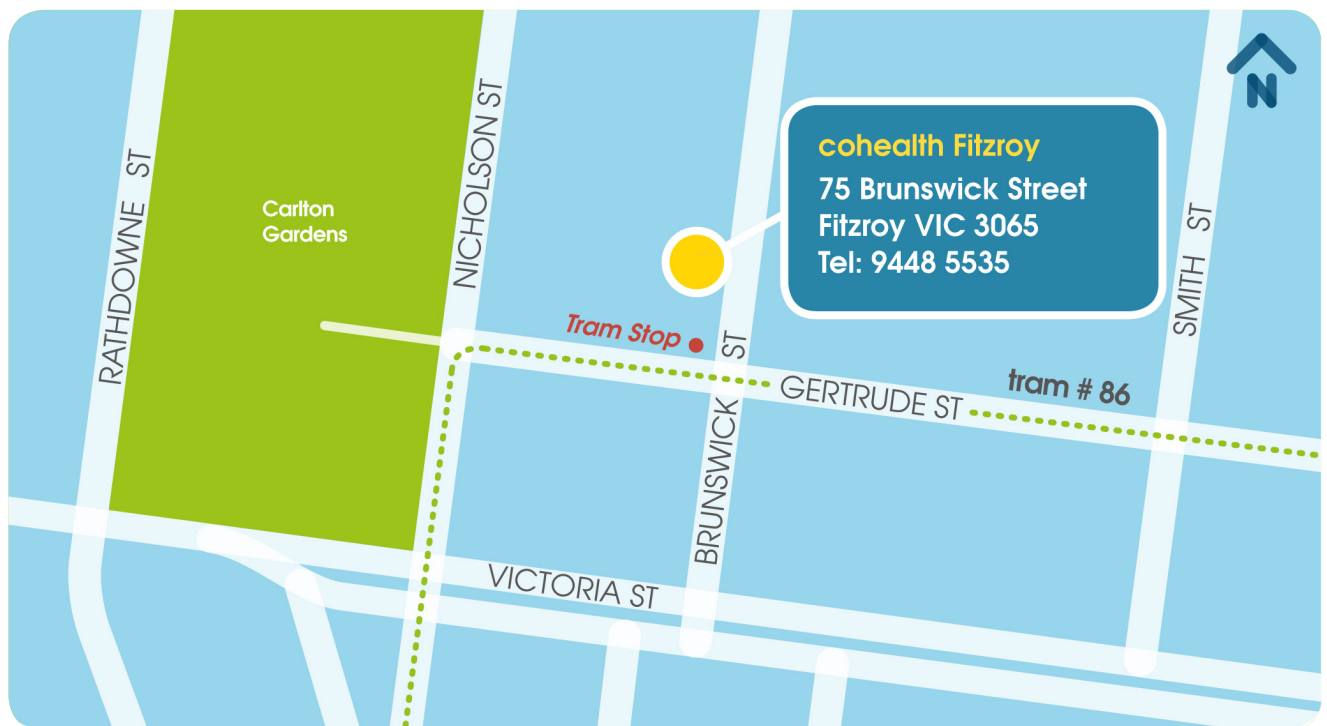 RATHDOWNE ST
Carlton
Gardens
NICHOLSON ST
N
cohealth Fitzroy
75 Brunswick Street
Fitzroy VIC 3065
Tel: 9448 5535
SMITH ST
Tram Stop
BRUNSWICK ST
GERTRUDE ST
tram # 86
VICTORIA ST